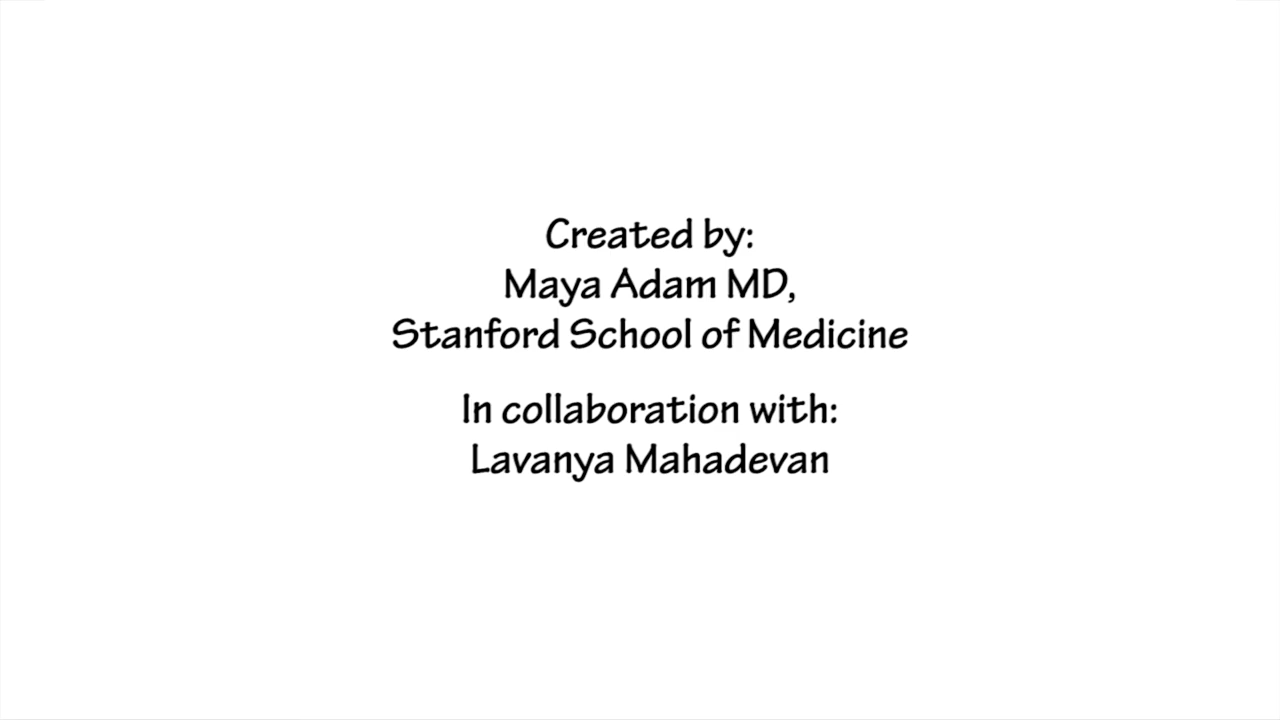 Created by:
Maya Adam MD,
Stanford School of Medicine
In collaboration with:
Lavanya Mahadevan